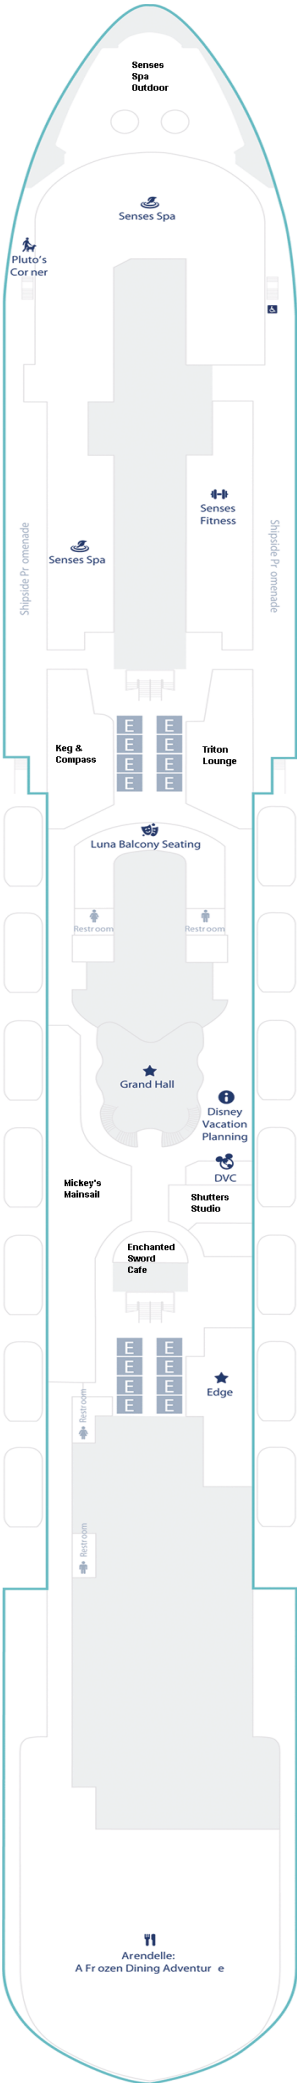 Senses
Spa
Outdoor
Senses Spa
Pluto's
Cor ner
Senses
Fitness
Shipside Pr omenade
Shipside Pr omenade
Senses Spa
E E
E E
E E
E E
Keg &
Compass
Triton
Lounge
Luna Balcony Seating
Restroom
Restroom
Grand Hall
Disney
Vacation
Planning
DVC
Mickey's
Mainsail
Shutters
Studio
Enchanted
Sword
Cafe
E E
E E
E E
E E
Edge
Restroom
Restroom
Arendelle:
A Fr ozen Dining Adventur e